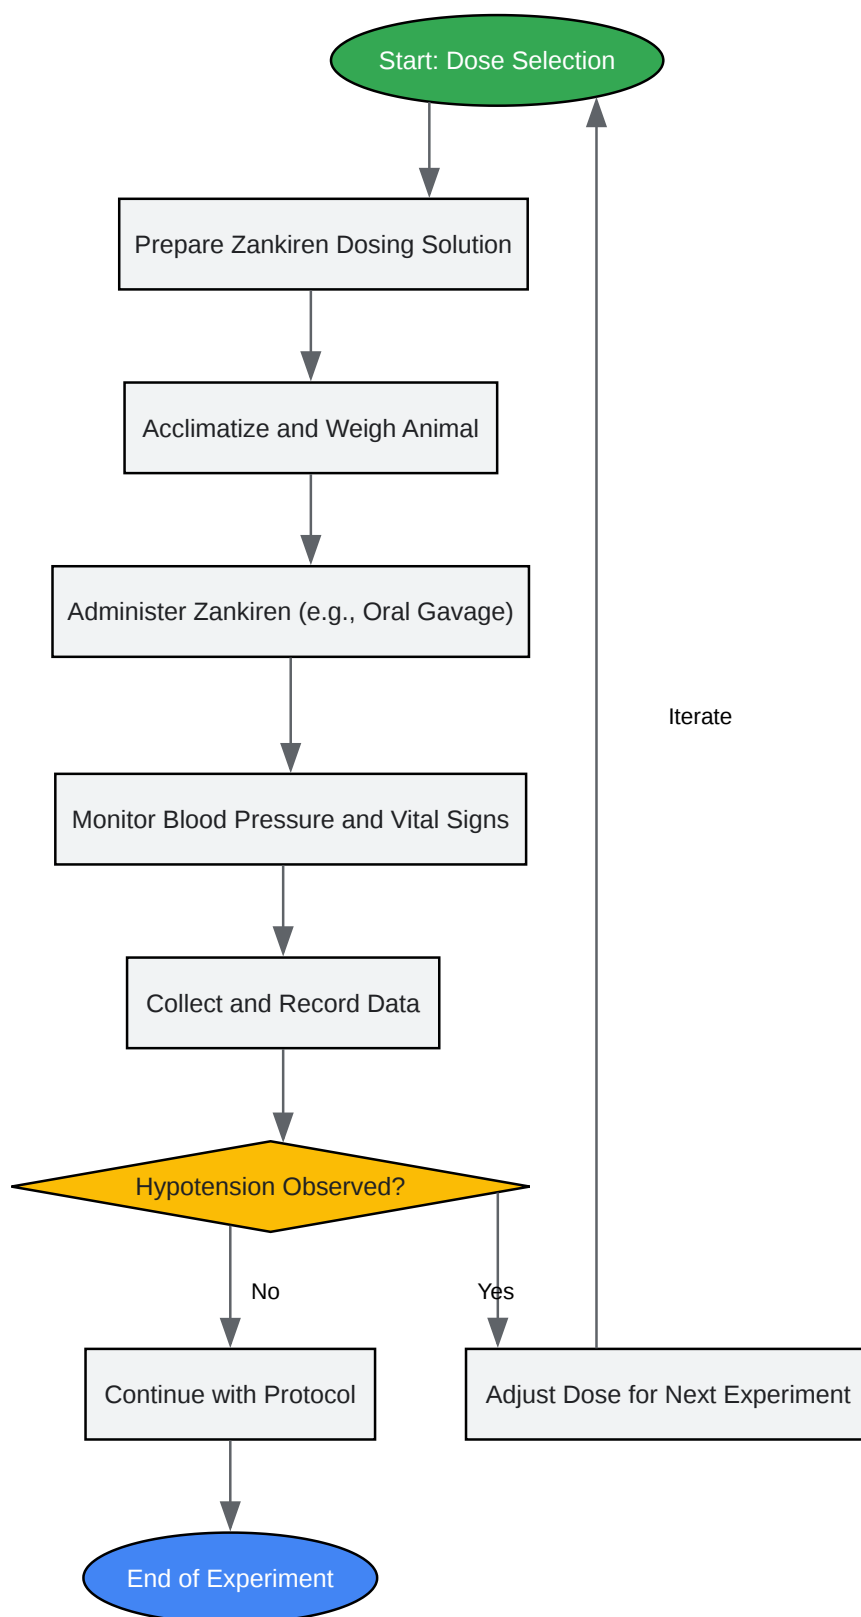 Start: Dose Selection
Prepare Zankiren Dosing Solution
Acclimatize and Weigh Animal
Administer Zankiren (e.g., Oral Gavage)
Iterate
Monitor Blood Pressure and Vital Signs
Collect and Record Data
Hypotension Observed?
No
Yes
Continue with Protocol
Adjust Dose for Next Experiment
End of Experiment